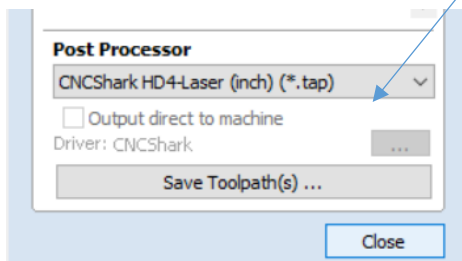 Post Processor
CNCShark HD4-Laser (inch) (*.tap)
Output direct to machine
Driver: CNCShark
...
Save Toolpath(s) ...
Close